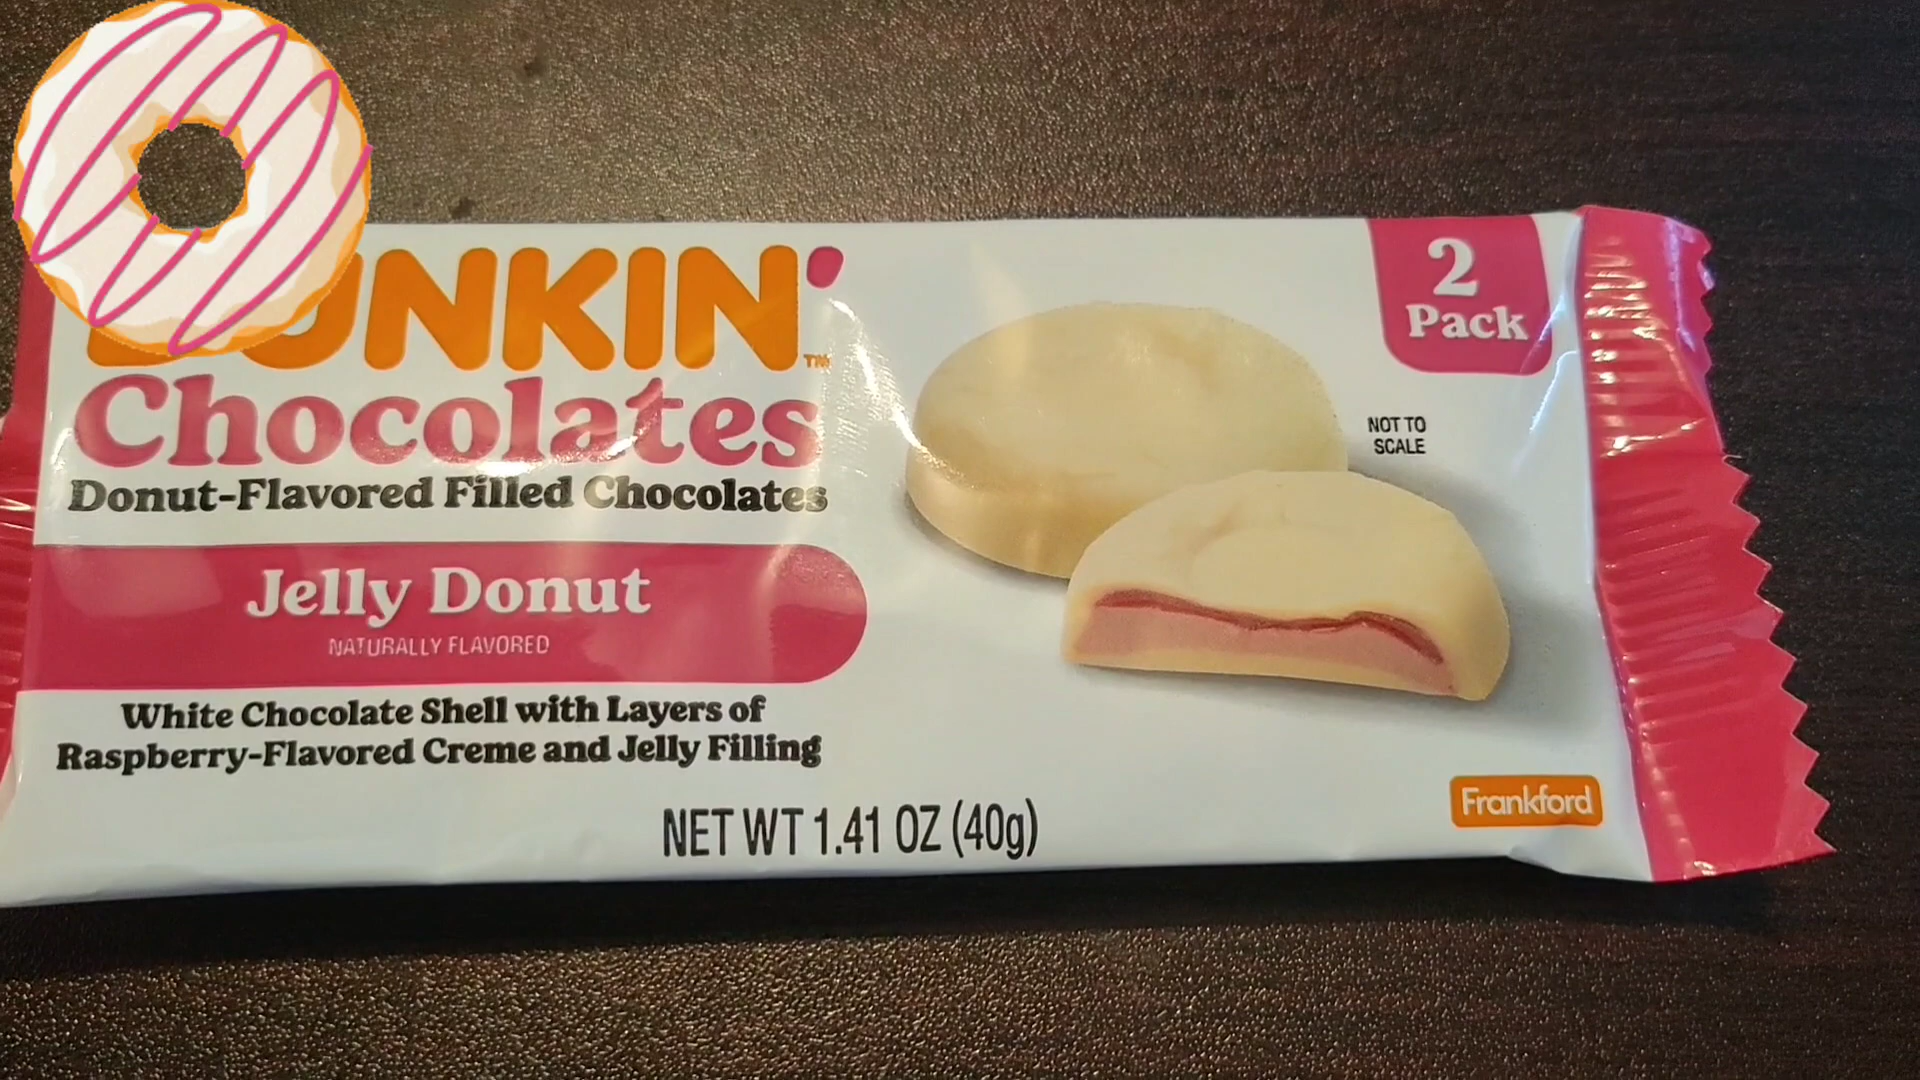 DUNKIN'™
Chocolates
Donut-Flavored Filled Chocolates
Jelly Donut
NATURALLY FLAVORED
White Chocolate Shell with Layers of
Raspberry-Flavored Creme and Jelly Filling
NET WT 1.41 OZ (40g)
2
Pack
NOT TO
SCALE
Frankford